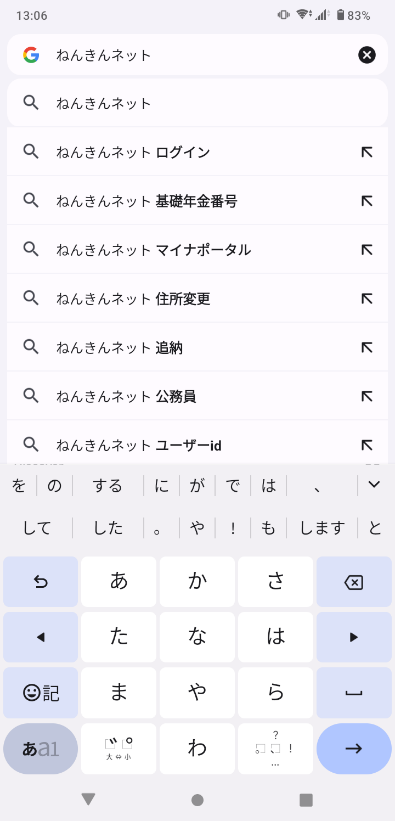 13:06 83%
ねんきんネット
ねんきんネット
ねんきんネット ログイン
ねんきんネット 基礎年金番号
ねんきんネット マイナポータル
ねんきんネット 住所変更
ねんきんネット 追納
ねんきんネット 公務員
ねんきんネット ユーザーid
を の する に が で は 、
して した 。 や ! も します と
あ か さ
た な は
記 ま や ら
あa1 大⇔小 わ 。、?!…